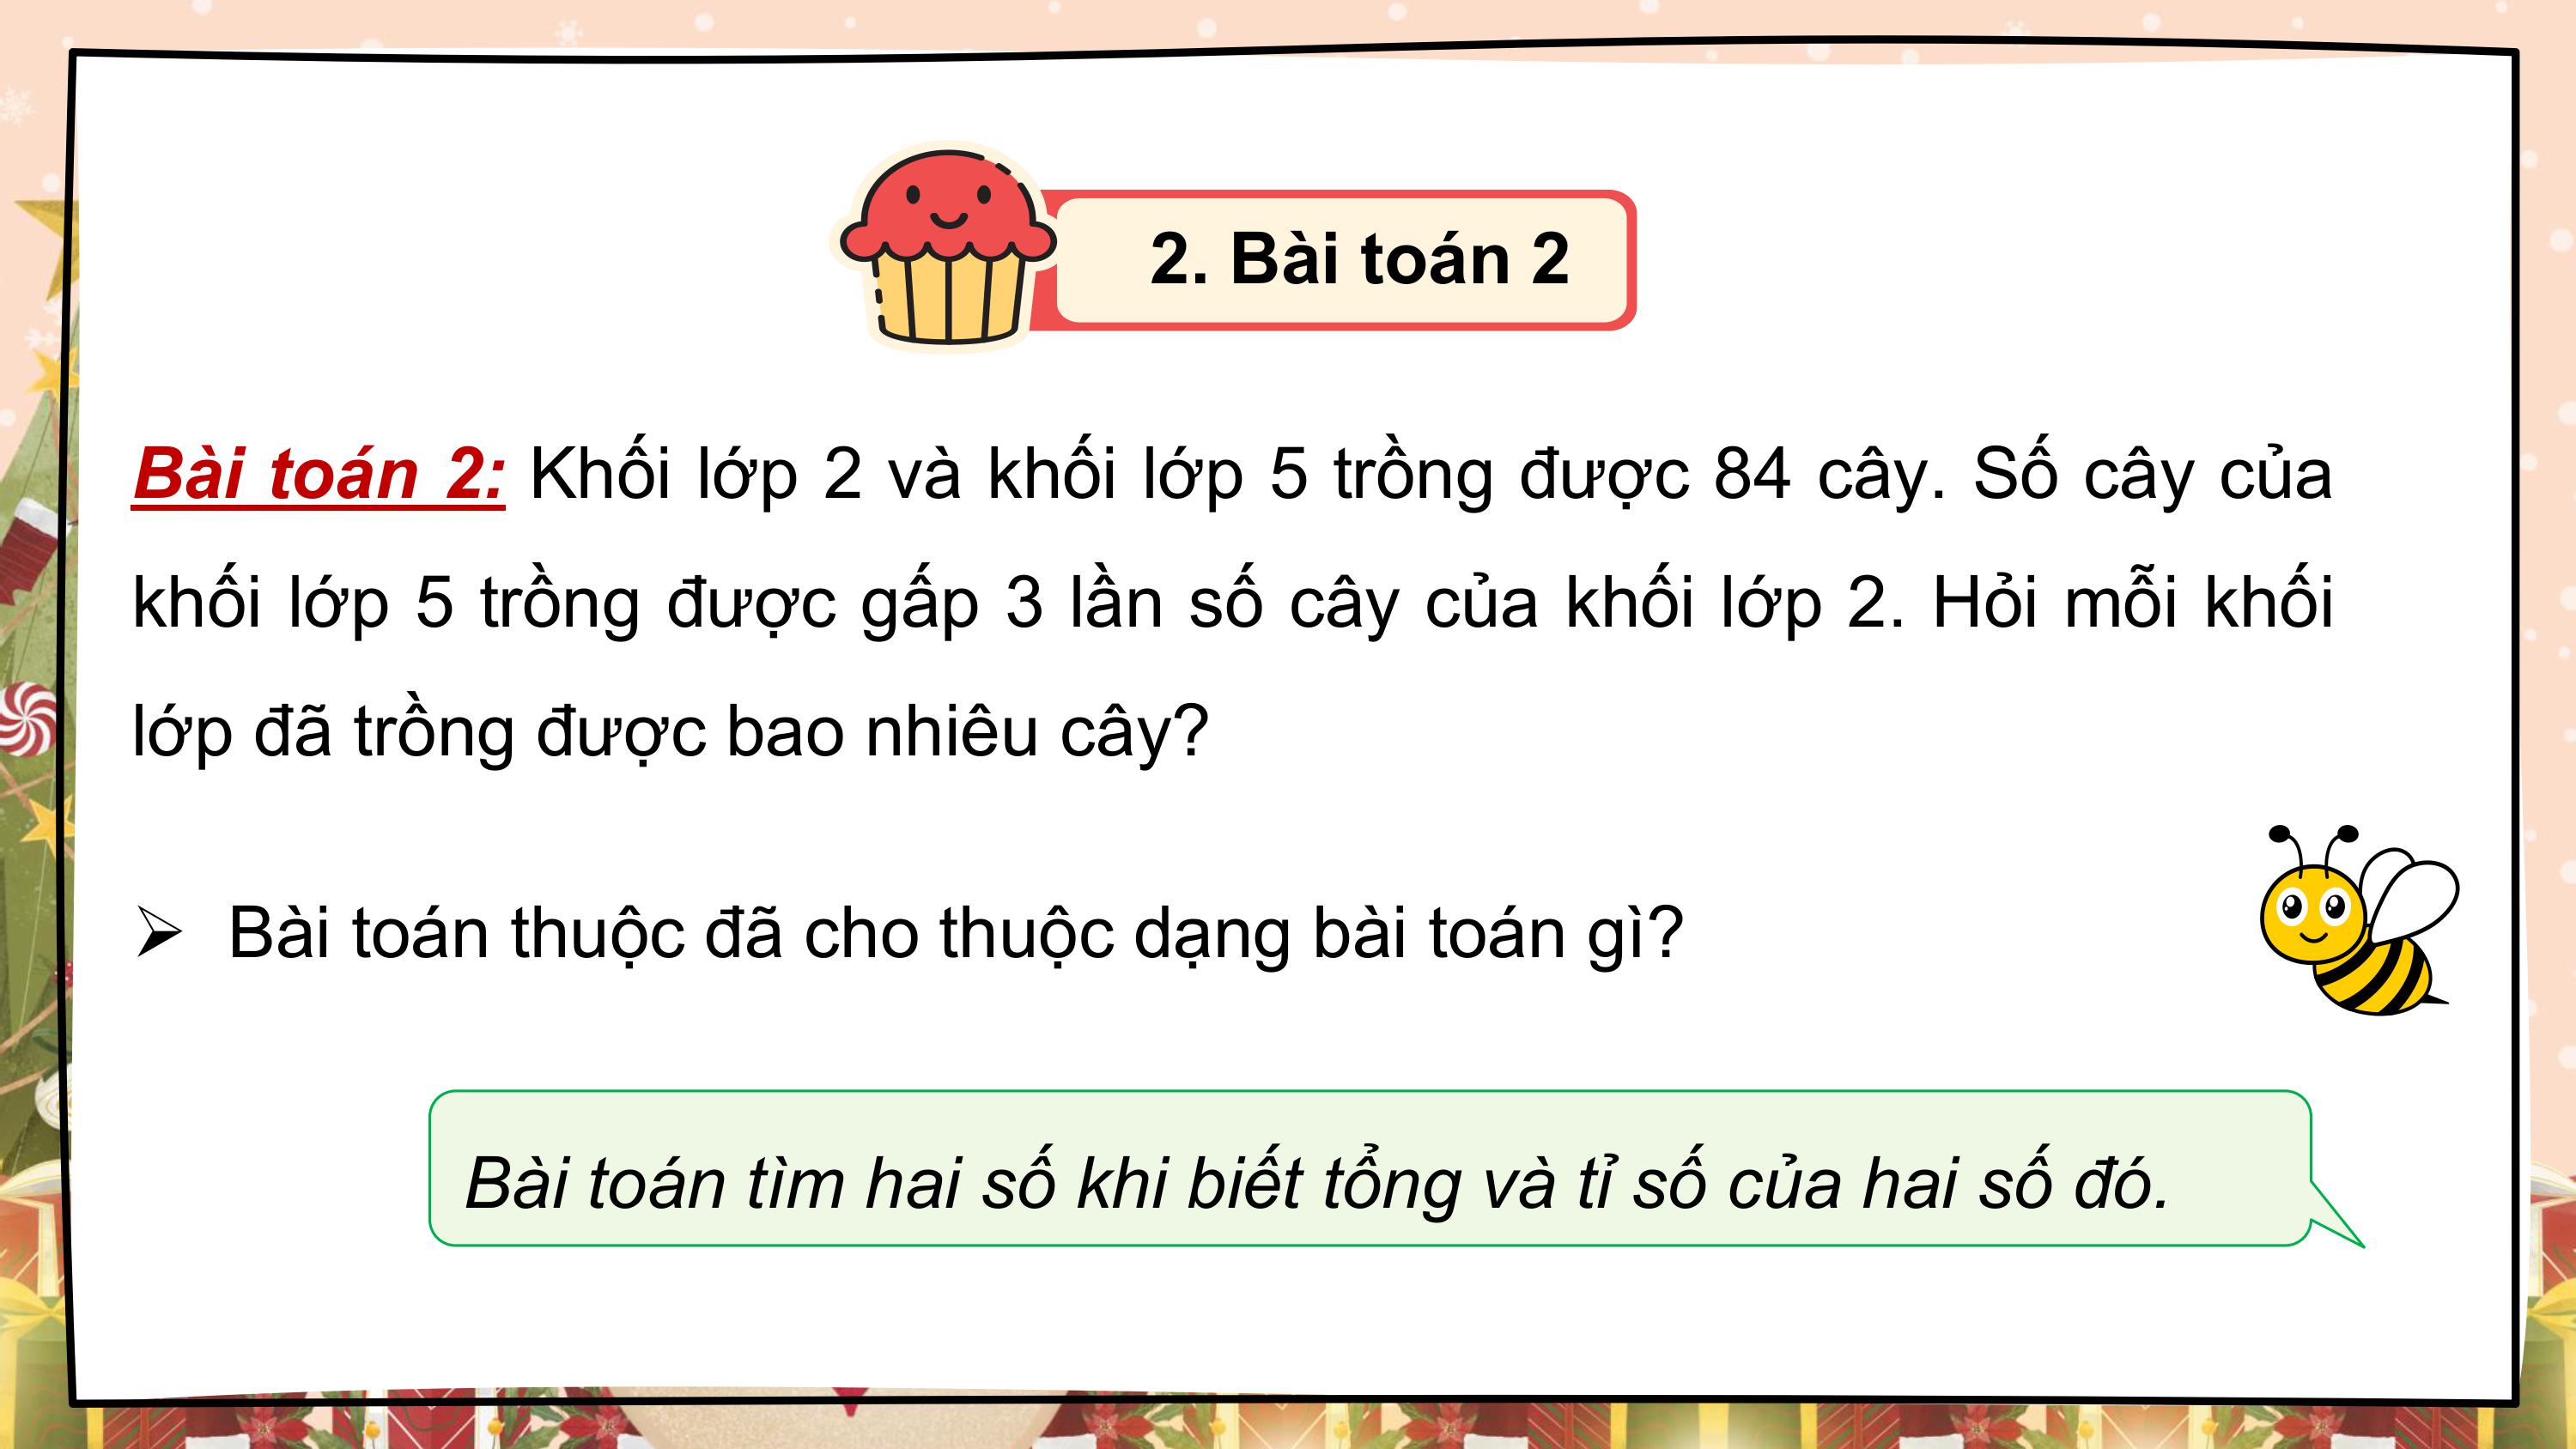 2. Bài toán 2
Bài toán 2: Khối lớp 2 và khối lớp 5 trồng được 84 cây. Số cây của
khối lớp 5 trồng được gấp 3 lần số cây của khối lớp 2. Hỏi mỗi khối
lớp đã trồng được bao nhiêu cây?
➢ Bài toán thuộc đã cho thuộc dạng bài toán gì?
Bài toán tìm hai số khi biết tổng và tỉ số của hai số đó.